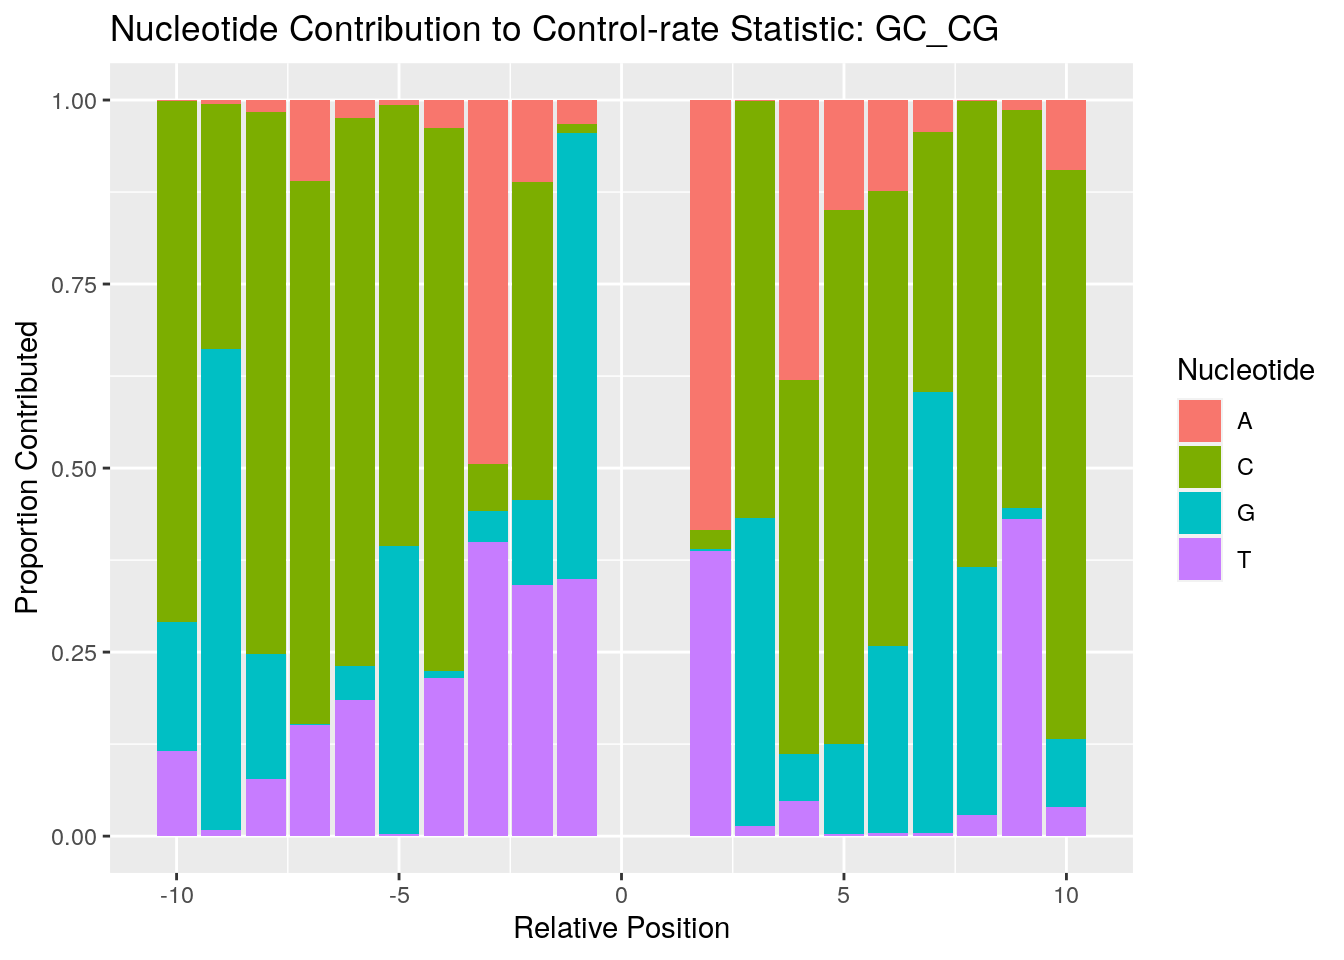 Nucleotide Contribution to Control-rate Statistic: GC_CG
1.00
0.75
0.50
0.25
0.00
Proportion Contributed
-10
-5
0
5
10
Relative Position
Nucleotide
A
C
G
T